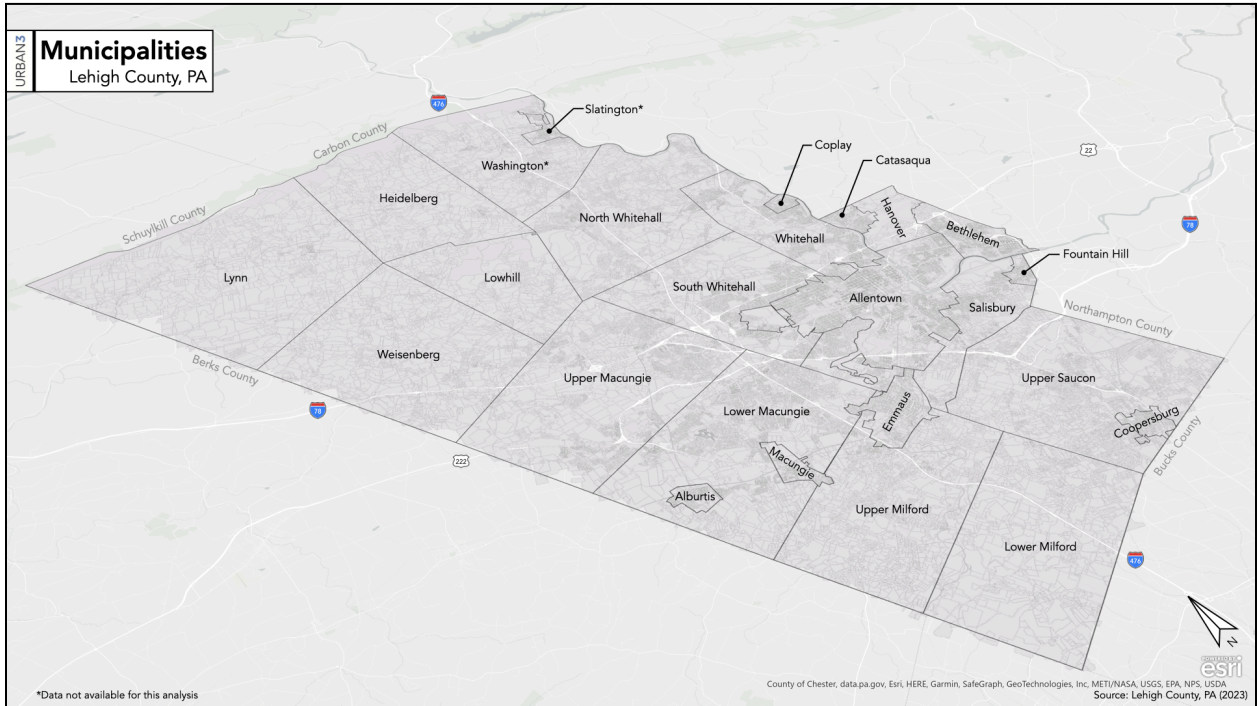 URBAN3
Municipalities
Lehigh County, PA
476
Slatington*
Carbon County
Washington*
Coplay
Catasaqua
22
Heidelberg
Hanover
Schuylkill County
North Whitehall
Bethlehem
78
Whitehall
Fountain Hill
Lynn
Lowhill
South Whitehall
Allentown
Salisbury
Northampton County
Weisenberg
Berks County
Upper Macungie
Upper Saucon
78
Lower Macungie
Emmaus
Coopersburg
Bucks County
222
Macungie
Alburtis
Upper Milford
Lower Milford
476
N
POWERED BY
esri
County of Chester, data.pa.gov, Esri, HERE, Garmin, SafeGraph, GeoTechnologies, Inc, METI/NASA, USGS, EPA, NPS, USDA
*Data not available for this analysis
Source: Lehigh County, PA (2023)